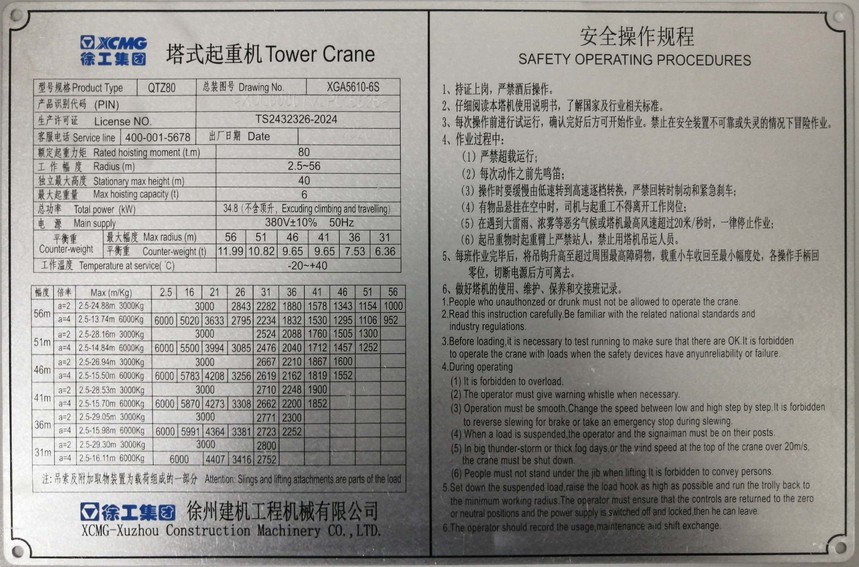 XCMG
徐工集团 塔式起重机 Tower Crane
型号规格 Product Type QTZ80 总装图号 Drawing No. XGA5610-6S
产品识别代码 (PIN)
生产许可证 License NO. TS2432326-2024
客服电话 Service line 400-001-5678 出厂日期 Date
额定起重力矩 Rated hoisting moment (t.m) 80
工作幅度 Radius (m) 2.5~56
独立最大高度 Stationary max height (m) 40
最大起重量 Max hoisting capacity (t) 6
总功率 Total power (kW) 34.8 (不含顶升, Excuding climbing and travelling)
电源 Main supply 380V±10% 50Hz
平衡重 Counter-weight 最大幅度 Max radius (m) 56 51 46 41 36 31
平衡重 Counter-weight (t) 11.99 10.82 9.65 9.65 7.53 6.36
工作温度 Temperature at service(℃) -20~+40
幅度 倍率 Max (m/Kg) 2.5 16 21 26 31 36 41 46 51 56
56m a=2 2.5-24.88m 3000Kg 3000 2843 2282 1880 1578 1343 1154 1000
a=4 2.5-13.74m 6000Kg 6000 5020 3633 2795 2234 1832 1530 1295 1106 952
51m a=2 2.5-28.16m 3000Kg 3000 2524 2088 1760 1505 1300
a=4 2.5-14.84m 6000Kg 6000 5500 3994 3085 2476 2040 1712 1457 1252
46m a=2 2.5-26.94m 3000Kg 3000 2667 2210 1867 1600
a=4 2.5-15.50m 6000Kg 6000 5783 4208 3256 2619 2162 1819 1552
41m a=2 2.5-28.53m 3000Kg 3000 2710 2248 1900
a=4 2.5-15.70m 6000Kg 6000 5870 4273 3308 2662 2200 1852
36m a=2 2.5-29.05m 3000Kg 3000 2771 2300
a=4 2.5-15.98m 6000Kg 6000 5991 4364 3381 2723 2252
31m a=2 2.5-29.30m 3000Kg 3000 2800
a=4 2.5-16.11m 6000Kg 6000 4407 3416 2752
注: 吊索及附加取物装置为载荷组成的一部分 Attention: Slings and lifting attachments are parts of the load
徐工集团 徐州建机工程机械有限公司
XCMG-Xuzhou Construction Machinery CO.,LTD.
安全操作规程
SAFETY OPERATING PROCEDURES
1、持证上岗，严禁酒后操作。
2、仔细阅读本塔机使用说明书，了解国家及行业相关标准。
3、每次操作前进行试运行，确认完好后方可开始作业。禁止在安全装置不可靠或失灵的情况下冒险作业。
4、作业过程中：
(1) 严禁超载运行；
(2) 每次动作之前先鸣笛；
(3) 操作时要缓慢由低速转到高速逐档转换，严禁回转时制动和紧急刹车；
(4) 有物品悬挂在空中时，司机与起重工不得离开工作岗位；
(5) 在遇到大雷雨、浓雾等恶劣气候或塔机最高风速超过20米/秒时，一律停止作业；
(6) 起吊重物时起重臂上严禁站人，禁止用塔机吊运人员。
5、每班作业完毕后，将吊钩升高至超过周围最高障碍物，载重小车收回至最小幅度处，各操作手柄回
零位，切断电源后方可离去。
6、做好塔机的使用、维护、保养和交接班记录。
1.People who unauthonzed or drunk must not be allowed to operate the crane
2.Read this instruction carefully.Be familiar with the related national standards and
industry regulations.
3.Before loading,it is necessary to test running to make sure that there are OK.It is forbidden
to operate the crane with loads when the safety devices have anyunreliability or failure.
4.During operating
(1) It is forbidden to overload.
(2) The operator must give warning whistle when necessary.
(3) Operation must be smooth.Change the speed between low and high step by step.It is forbidden
to reverse slewing for brake or take an emergency stop during slewing.
(4) When a load is suspended,the operator and the signaiman must be on their posts.
(5) In big thunder-storm or thick fog days,or the wind speed at the top of the crane over 20m/s,
the crane must be shut down.
(6) People must not stand under the jib when lifting It is forbidden to convey persons.
5.Set down the suspended load,raise the load hook as high as possible and run the trolly back to
the minimum working radius.The operator must ensure that the controls are returned to the zero
or neutral positions and the power supply is switched off and locked,then he can leave.
6.The operator should record the usage,maintenance and shift exchange.